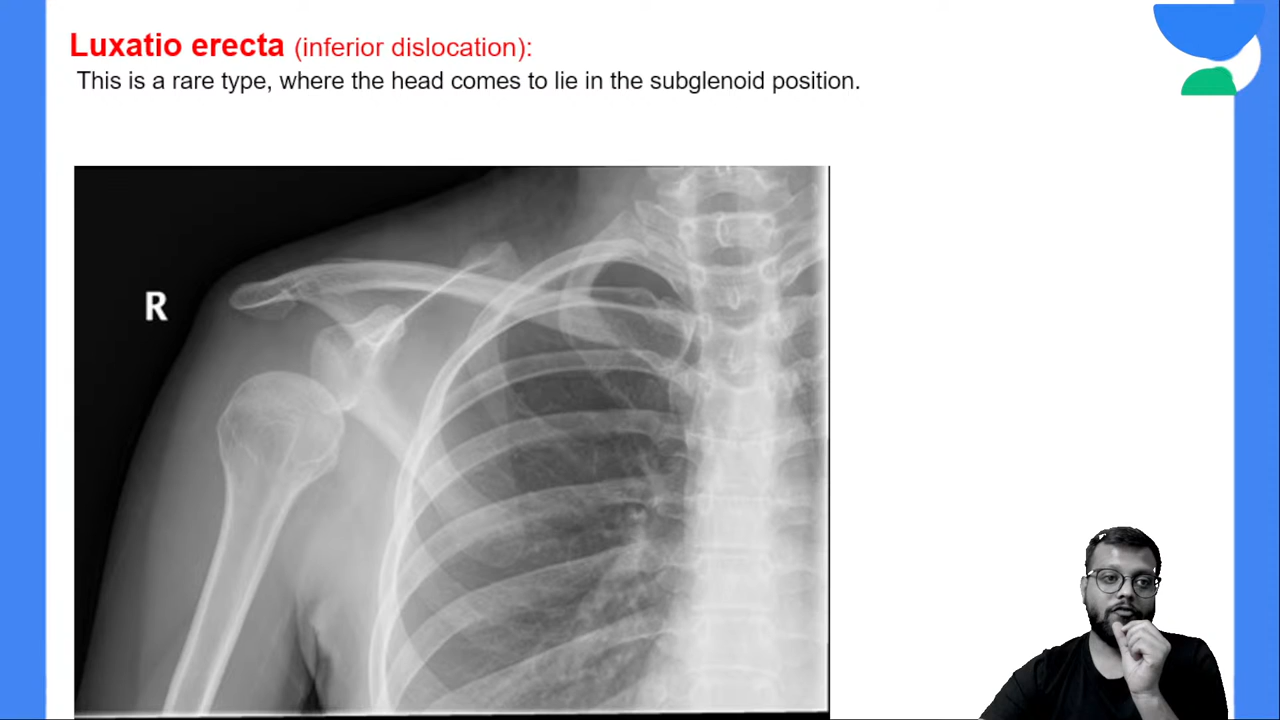 Luxatio erecta (inferior dislocation):
This is a rare type, where the head comes to lie in the subglenoid position.
R